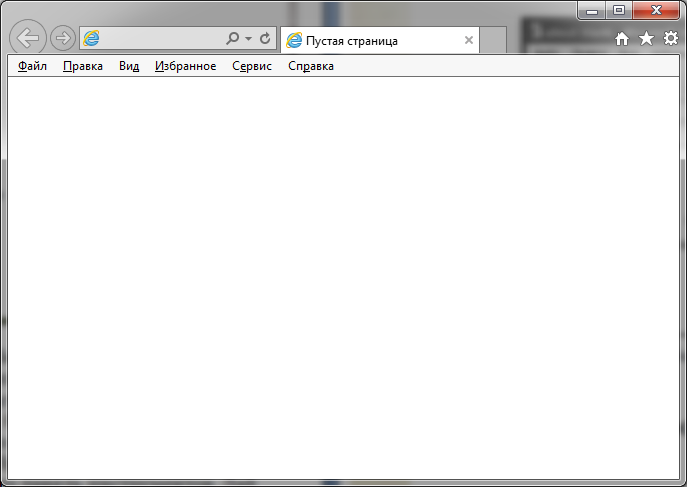 Пустая страница
Файл Правка Вид Избранное Сервис Справка